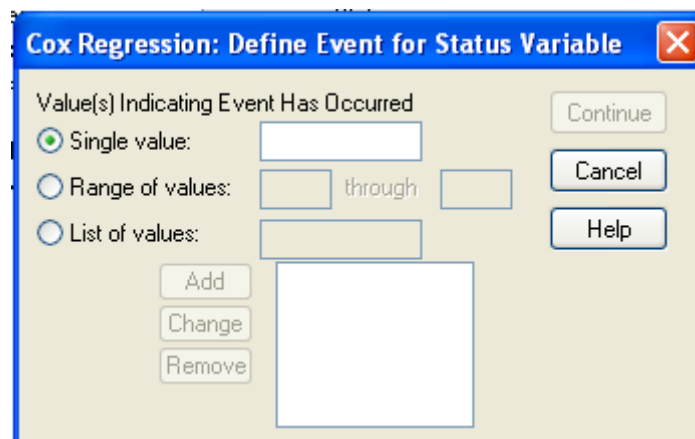 Cox Regression: Define Event for Status Variable
Value(s) Indicating Event Has Occurred
Single value:
Range of values: through
List of values:
Add
Change
Remove
Continue
Cancel
Help